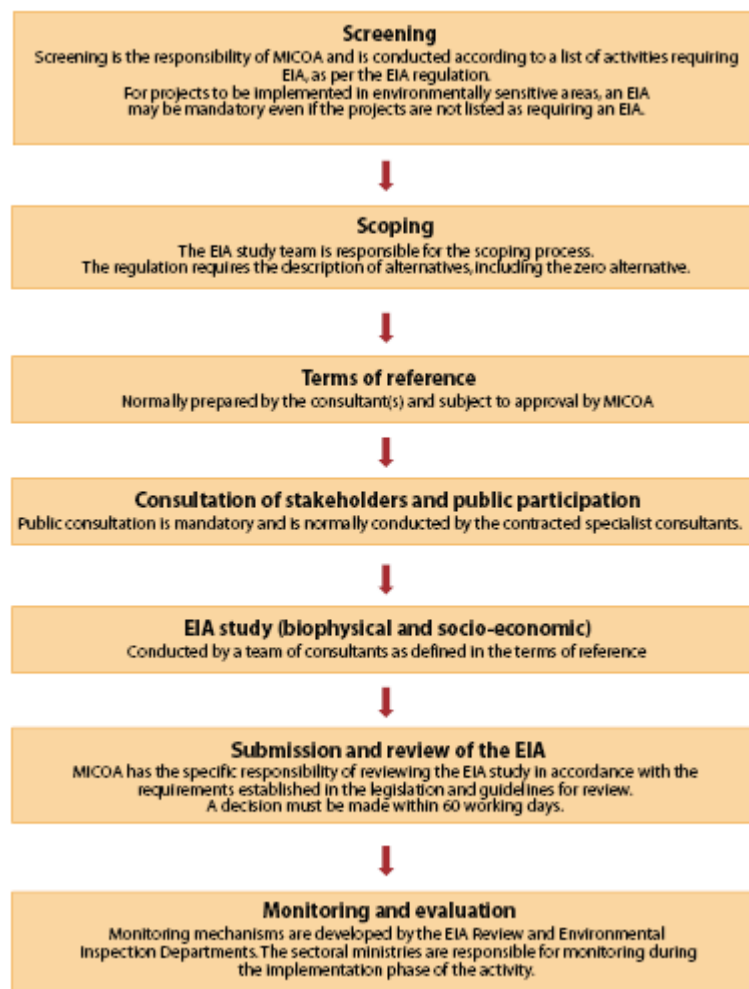 Screening
Screening is the responsibility of MICOA and is conducted according to a list of activities requiring
EIA, as per the EIA regulation.
For projects to be implemented in environmentally sensitive areas, an EIA
may be mandatory even if the projects are not listed as requiring an EIA.
Scoping
The EIA study team is responsible for the scoping process.
The regulation requires the description of alternatives, including the zero alternative.
Terms of reference
Normally prepared by the consultant(s) and subject to approval by MICOA
Consultation of stakeholders and public participation
Public consultation is mandatory and is normally conducted by the contracted specialist consultants.
EIA study (biophysical and socio-economic)
Conducted by a team of consultants as defined in the terms of reference
Submission and review of the EIA
MICOA has the specific responsibility of reviewing the EIA study in accordance with the
requirements established in the legislation and guidelines for review.
A decision must be made within 60 working days.
Monitoring and evaluation
Monitoring mechanisms are developed by the EIA Review and Environmental
Inspection Departments. The sectoral ministries are responsible for monitoring during
the implementation phase of the activity.